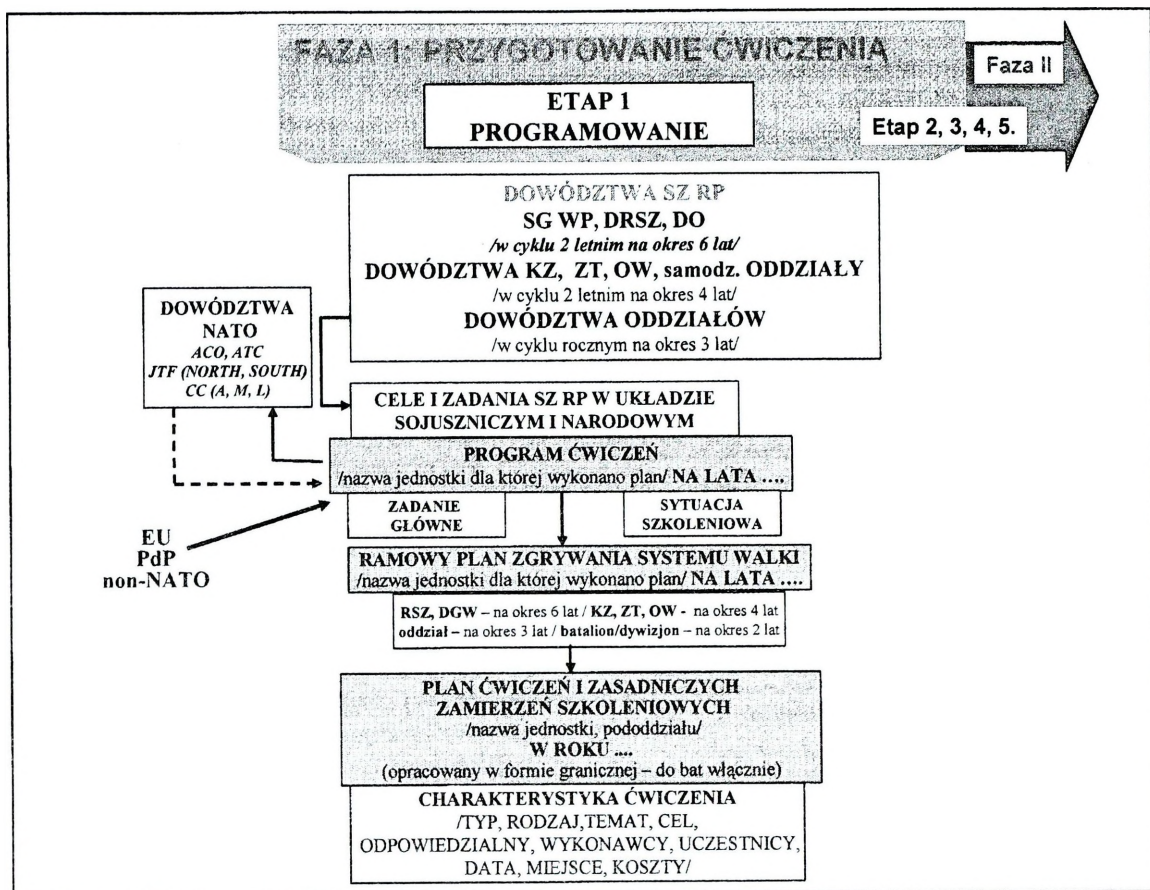 FAZA 1: PRZYGOTOWANIE ĆWICZENIA
Faza II
ETAP 1
PROGRAMOWANIE
Etap 2, 3, 4, 5.
DOWÓDZTWA SZ RP
SG WP, DRSZ, DO
/w cyklu 2 letnim na okres 6 lat/
DOWÓDZTWA KZ, ZT, OW, samodz. ODDZIAŁY
/w cyklu 2 letnim na okres 4 lat/
DOWÓDZTWA ODDZIAŁÓW
/w cyklu rocznym na okres 3 lat/
DOWÓDZTWA
NATO
ACO, ATC
JTF (NORTH, SOUTH)
CC (A, M, L)
CELE I ZADANIA SZ RP W UKŁADZIE
SOJUSZNICZYM I NARODOWYM
PROGRAM ĆWICZEŃ
/nazwa jednostki dla której wykonano plan/ NA LATA ....
ZADANIE
GŁÓWNE
SYTUACJA
SZKOLENIOWA
EU
PdP
non-NATO
RAMOWY PLAN ZGRYWANIA SYSTEMU WALKI
/nazwa jednostki dla której wykonano plan/ NA LATA ....
RSZ, DGW – na okres 6 lat / KZ, ZT, OW - na okres 4 lat
oddział – na okres 3 lat / batalion/dywizjon – na okres 2 lat
PLAN ĆWICZEŃ I ZASADNICZYCH
ZAMIERZEŃ SZKOLENIOWYCH
/nazwa jednostki, pododdziału/
W ROKU ....
(opracowany w formie granicznej – do bat włącznie)
CHARAKTERYSTYKA ĆWICZENIA
/TYP, RODZAJ,TEMAT, CEL,
ODPOWIEDZIALNY, WYKONAWCY, UCZESTNICY,
DATA, MIEJSCE, KOSZTY/